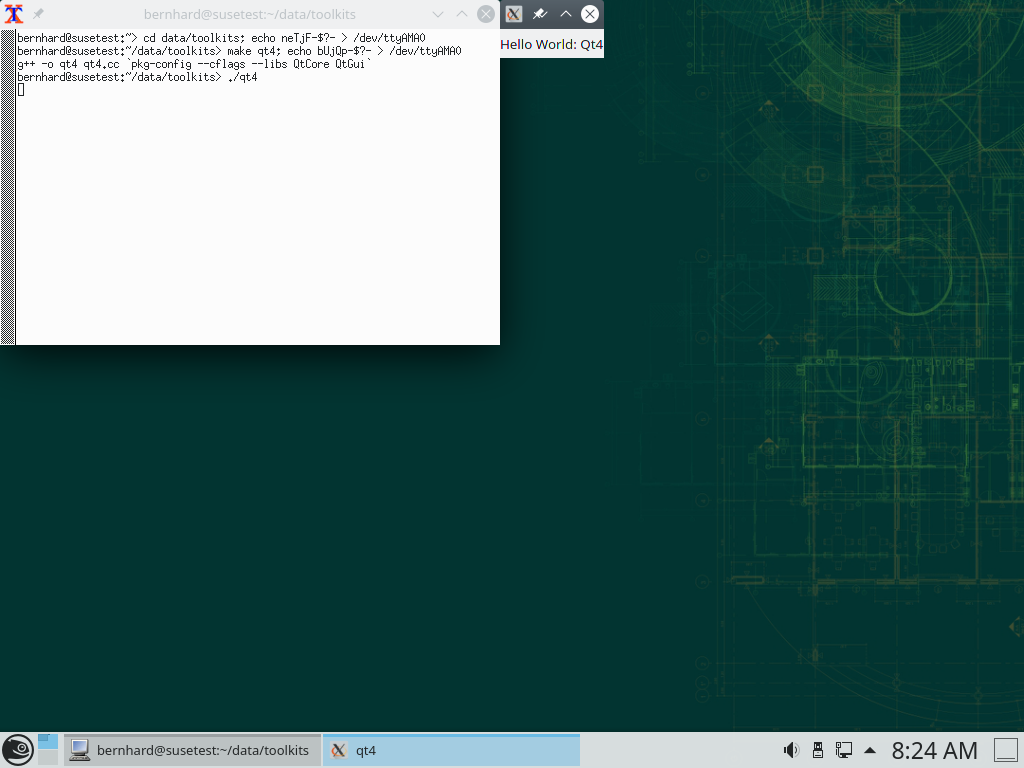 bernhard@susetest:~/data/toolkits
bernhard@susetest:~> cd data/toolkits; echo neTjF-$?- > /dev/ttyAMA0
bernhard@susetest:~/data/toolkits> make qt4; echo bUjQp-$?- > /dev/ttyAMA0
g++ -o qt4 qt4.cc `pkg-config --cflags --libs QtCore QtGui`
bernhard@susetest:~/data/toolkits> ./qt4
Hello World: Qt4
bernhard@susetest:~/data/toolkits
qt4
8:24 AM